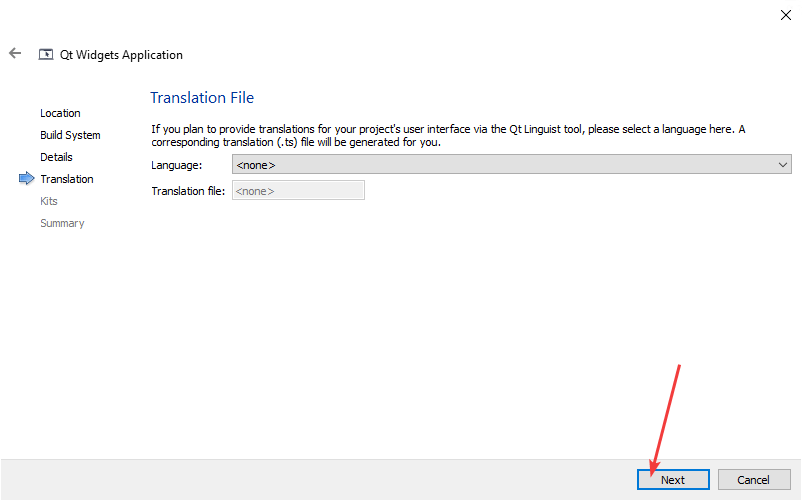 Qt Widgets Application
Location
Build System
Details
Translation
Kits
Summary
Translation File
If you plan to provide translations for your project's user interface via the Qt Linguist tool, please select a language here. A
corresponding translation (.ts) file will be generated for you.
Language: <none>
Translation file: <none>
Next Cancel